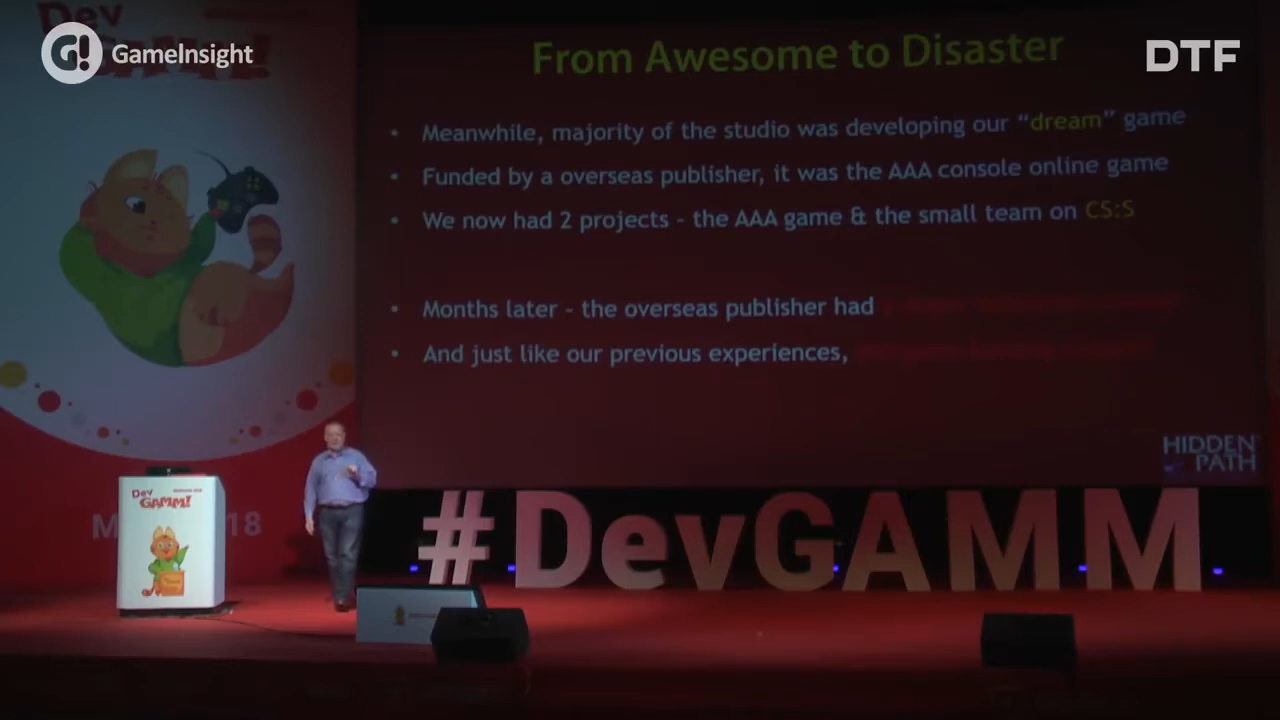 Dev
GameInsight
DTF
From Awesome to Disaster
• Meanwhile, majority of the studio was developing our “dream” game
• Funded by a overseas publisher, it was the AAA console online game
• We now had 2 projects - the AAA game & the small team on CS:S
• Months later - the overseas publisher had
• And just like our previous experiences,
HIDDEN
PATH
Dev
GAMM!
M 18
#DevGAMM